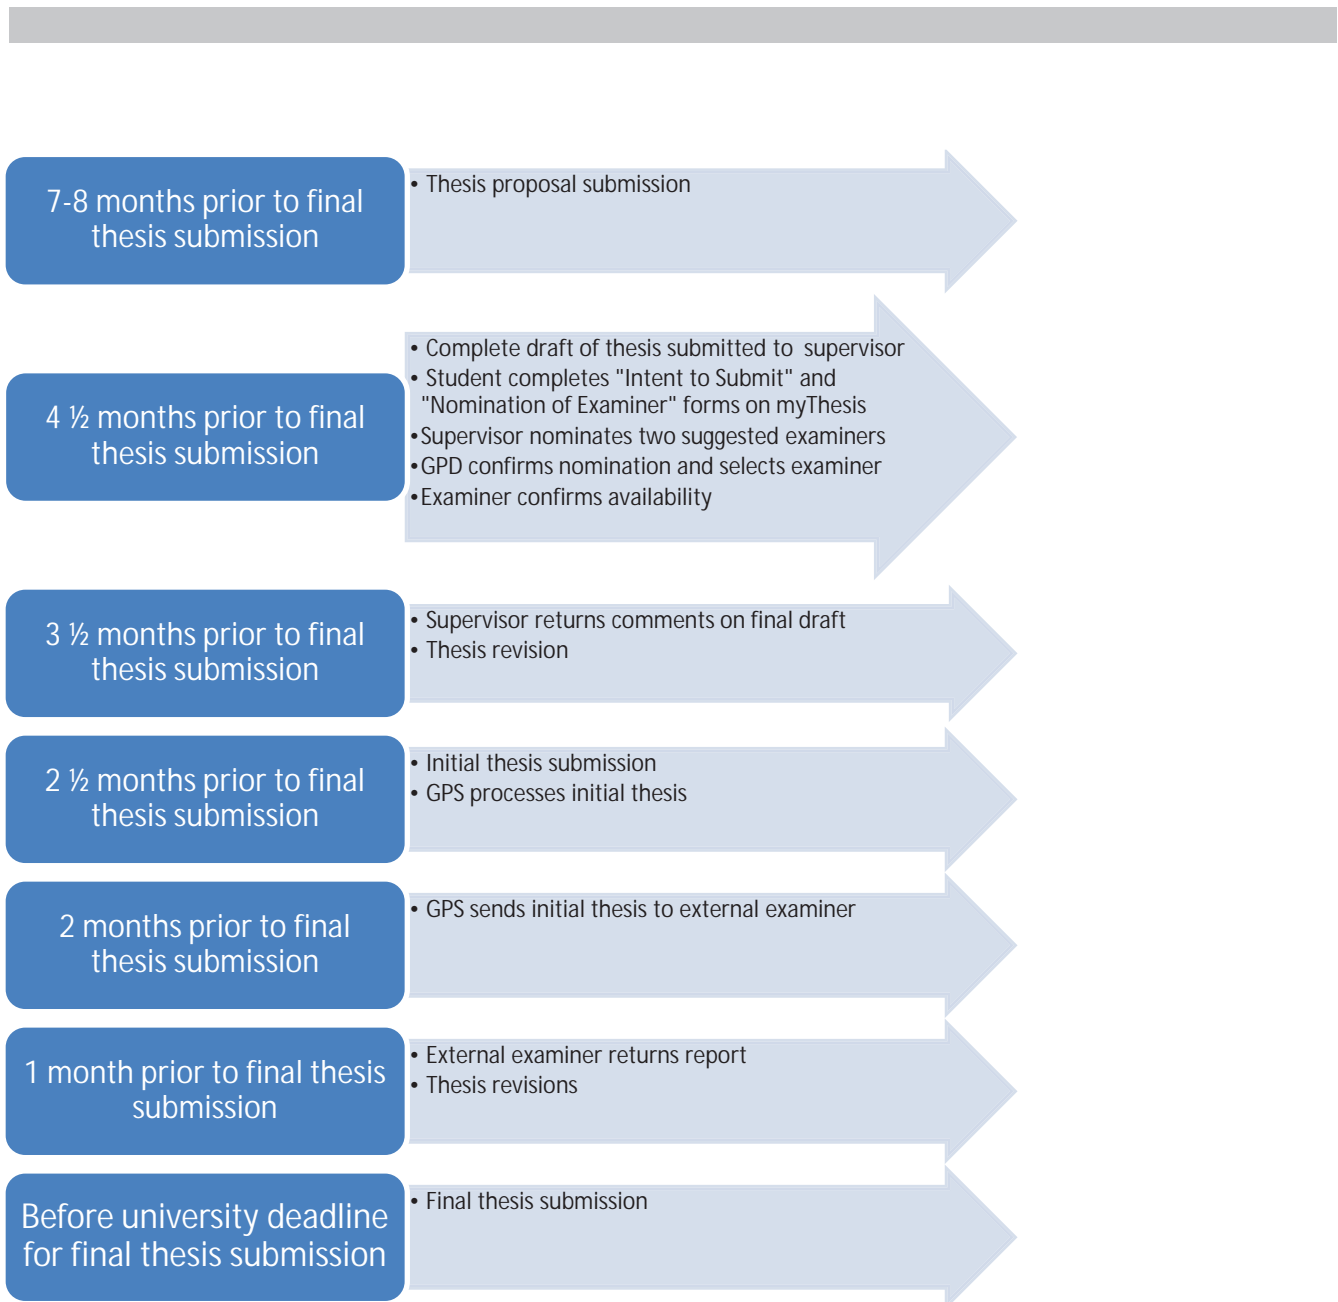 7-8 months prior to final
thesis submission
• Thesis proposal submission
4 ½ months prior to final
thesis submission
• Complete draft of thesis submitted to supervisor
• Student completes "Intent to Submit" and
"Nomination of Examiner" forms on myThesis
•Supervisor nominates two suggested examiners
•GPD confirms nomination and selects examiner
•Examiner confirms availability
3 ½ months prior to final
thesis submission
• Supervisor returns comments on final draft
• Thesis revision
2 ½ months prior to final
thesis submission
• Initial thesis submission
• GPS processes initial thesis
2 months prior to final
thesis submission
• GPS sends initial thesis to external examiner
1 month prior to final thesis
submission
• External examiner returns report
• Thesis revisions
Before university deadline
for final thesis submission
• Final thesis submission